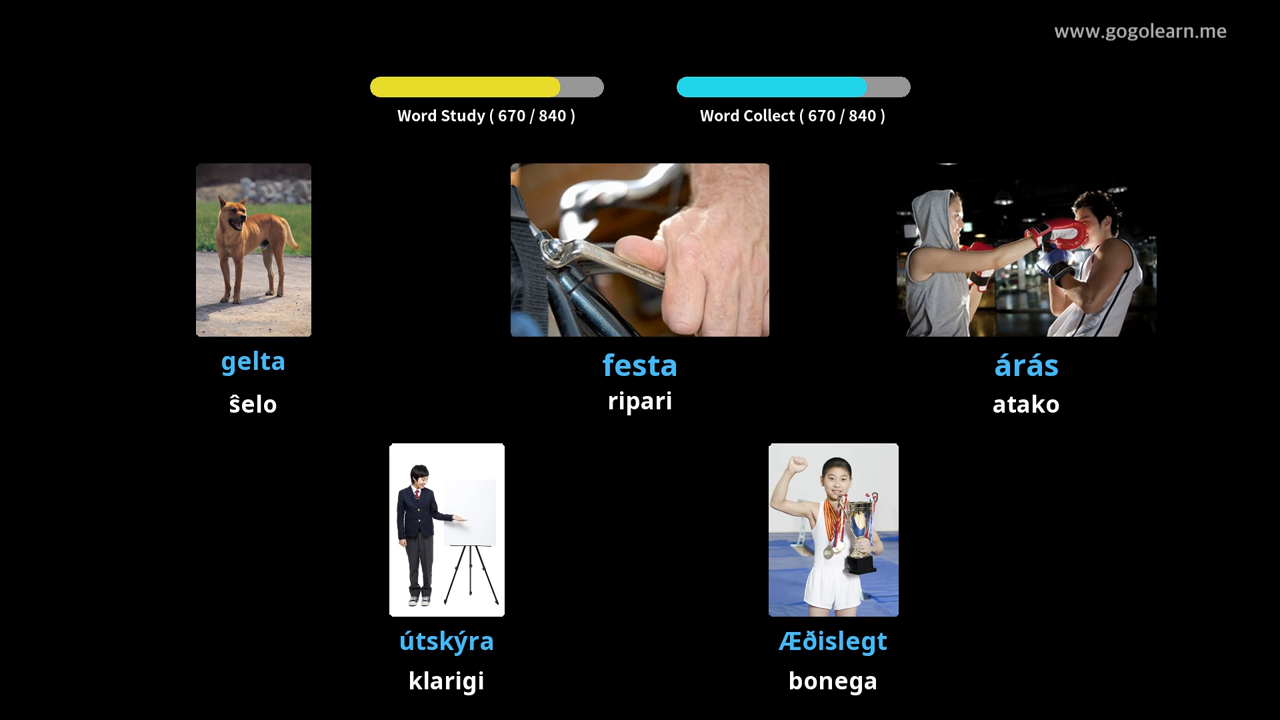 www.gogolearn.me
Word Study ( 670 / 840 )
Word Collect ( 670 / 840 )
gelta
ŝelo
festa
ripari
árás
atako
útskýra
klarigi
Æðislegt
bonega